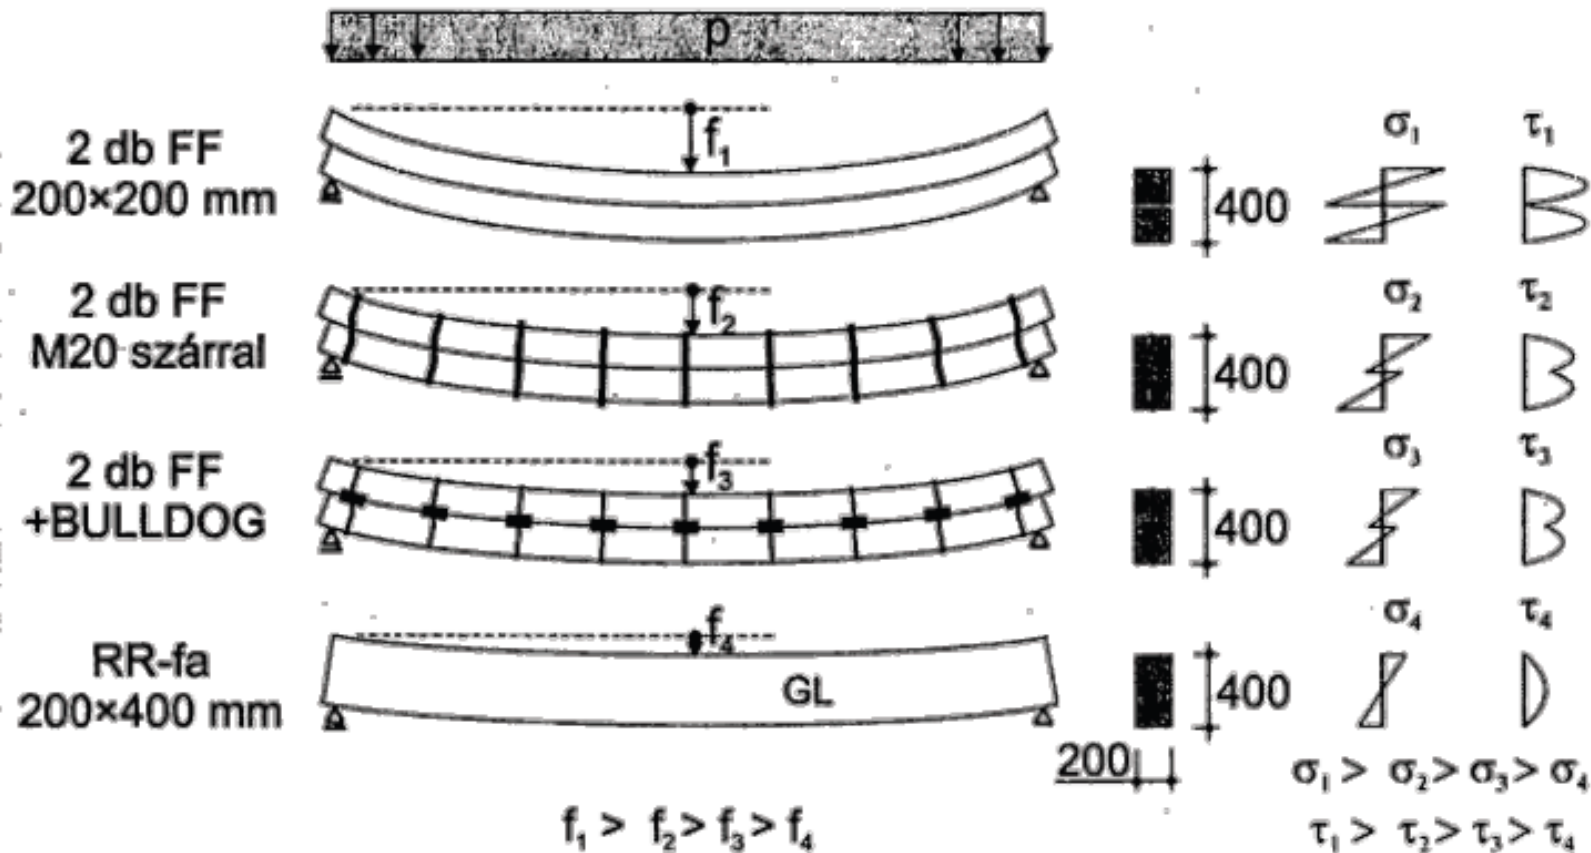 p
2 db FF
200×200 mm
f₁
400
σ₁
τ₁
2 db FF
M20 szárral
f₂
400
σ₂
τ₂
2 db FF
+BULLDOG
f₃
400
σ₃
τ₃
RR-fa
200×400 mm
f₄
GL
400
σ₄
τ₄
200
f₁ > f₂ > f₃ > f₄
σ₁ > σ₂ > σ₃ > σ₄
τ₁ > τ₂ > τ₃ > τ₄